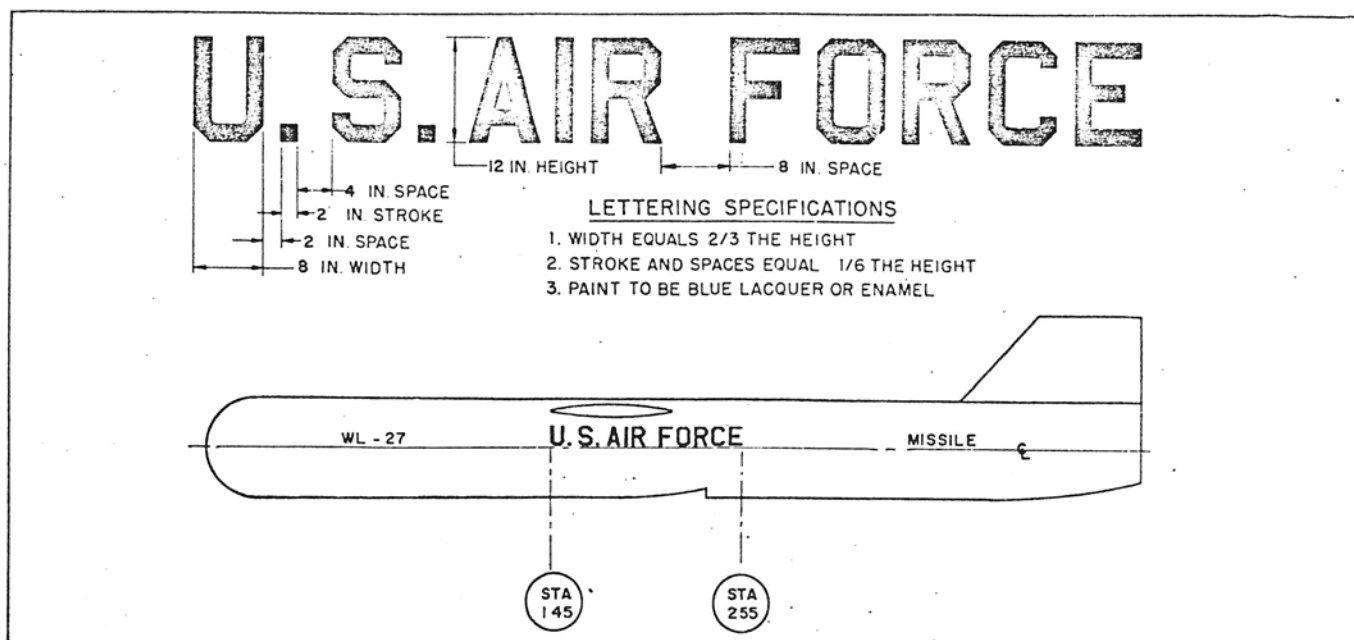 U.S.AIR FORCE
12 IN. HEIGHT
8 IN. SPACE
4 IN. SPACE
2 IN. STROKE
2 IN. SPACE
8 IN. WIDTH
LETTERING SPECIFICATIONS
1. WIDTH EQUALS 2/3 THE HEIGHT
2. STROKE AND SPACES EQUAL 1/6 THE HEIGHT
3. PAINT TO BE BLUE LACQUER OR ENAMEL
WL - 27
U.S. AIR FORCE
MISSILE ℄
STA
145
STA
255